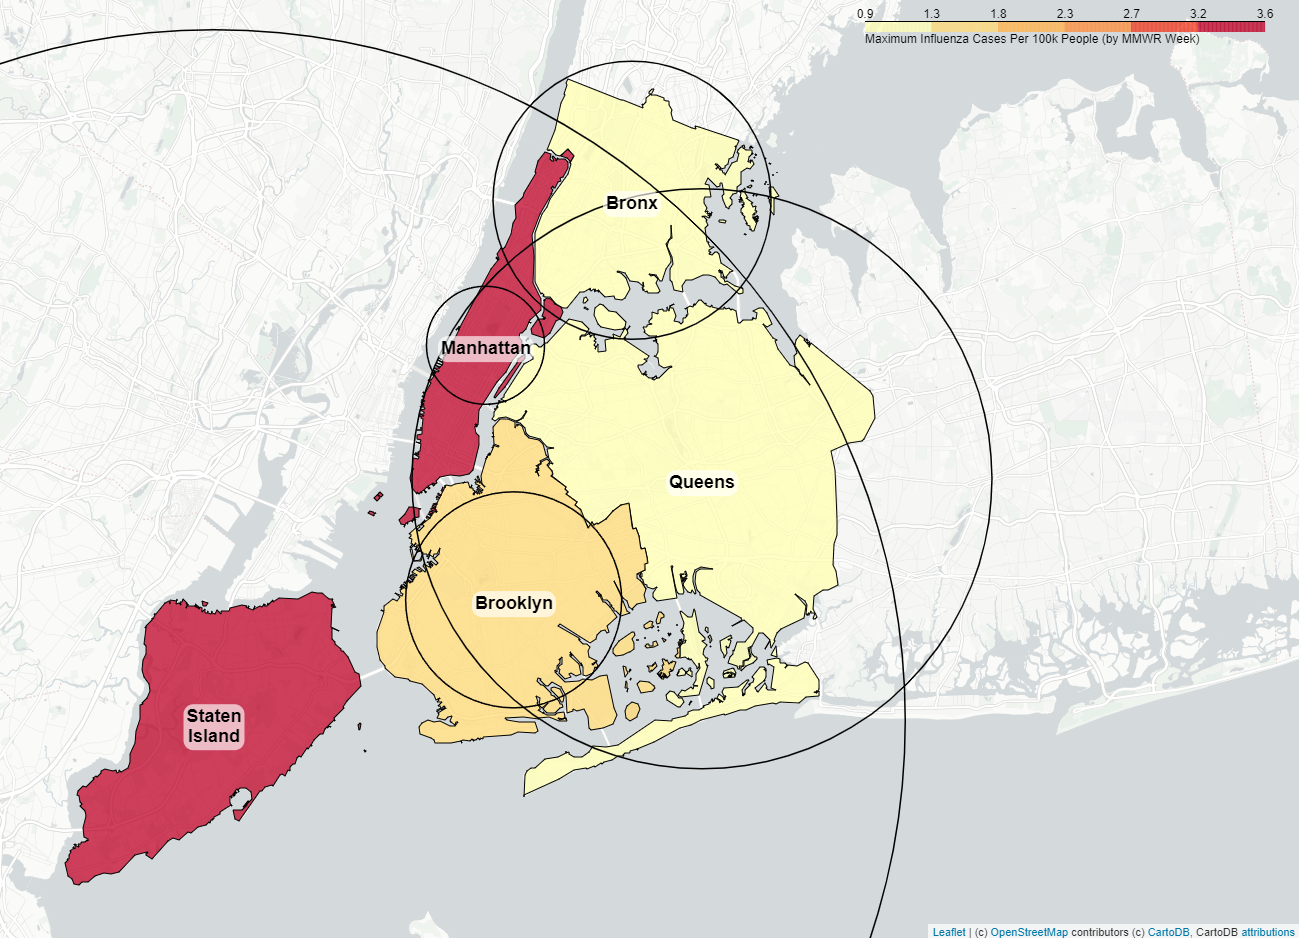 0.9 1.3 1.8 2.3 2.7 3.2 3.6
Maximum Influenza Cases Per 100k People (by MMWR Week)
Bronx
Manhattan
Queens
Brooklyn
Staten
Island
Leaflet | (c) OpenStreetMap contributors (c) CartoDB, CartoDB attributions